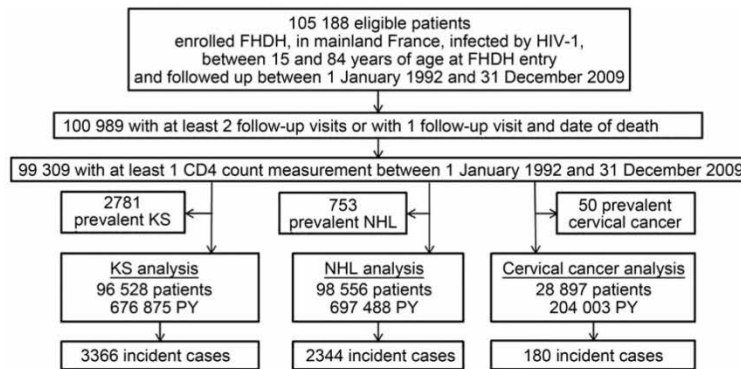 105 188 eligible patients
enrolled FHDH, in mainland France, infected by HIV-1,
between 15 and 84 years of age at FHDH entry
and followed up between 1 January 1992 and 31 December 2009
100 989 with at least 2 follow-up visits or with 1 follow-up visit and date of death
99 309 with at least 1 CD4 count measurement between 1 January 1992 and 31 December 2009
2781
prevalent KS
753
prevalent NHL
50 prevalent
cervical cancer
KS analysis
96 528 patients
676 875 PY
NHL analysis
98 556 patients
697 488 PY
Cervical cancer analysis
28 897 patients
204 003 PY
3366 incident cases
2344 incident cases
180 incident cases